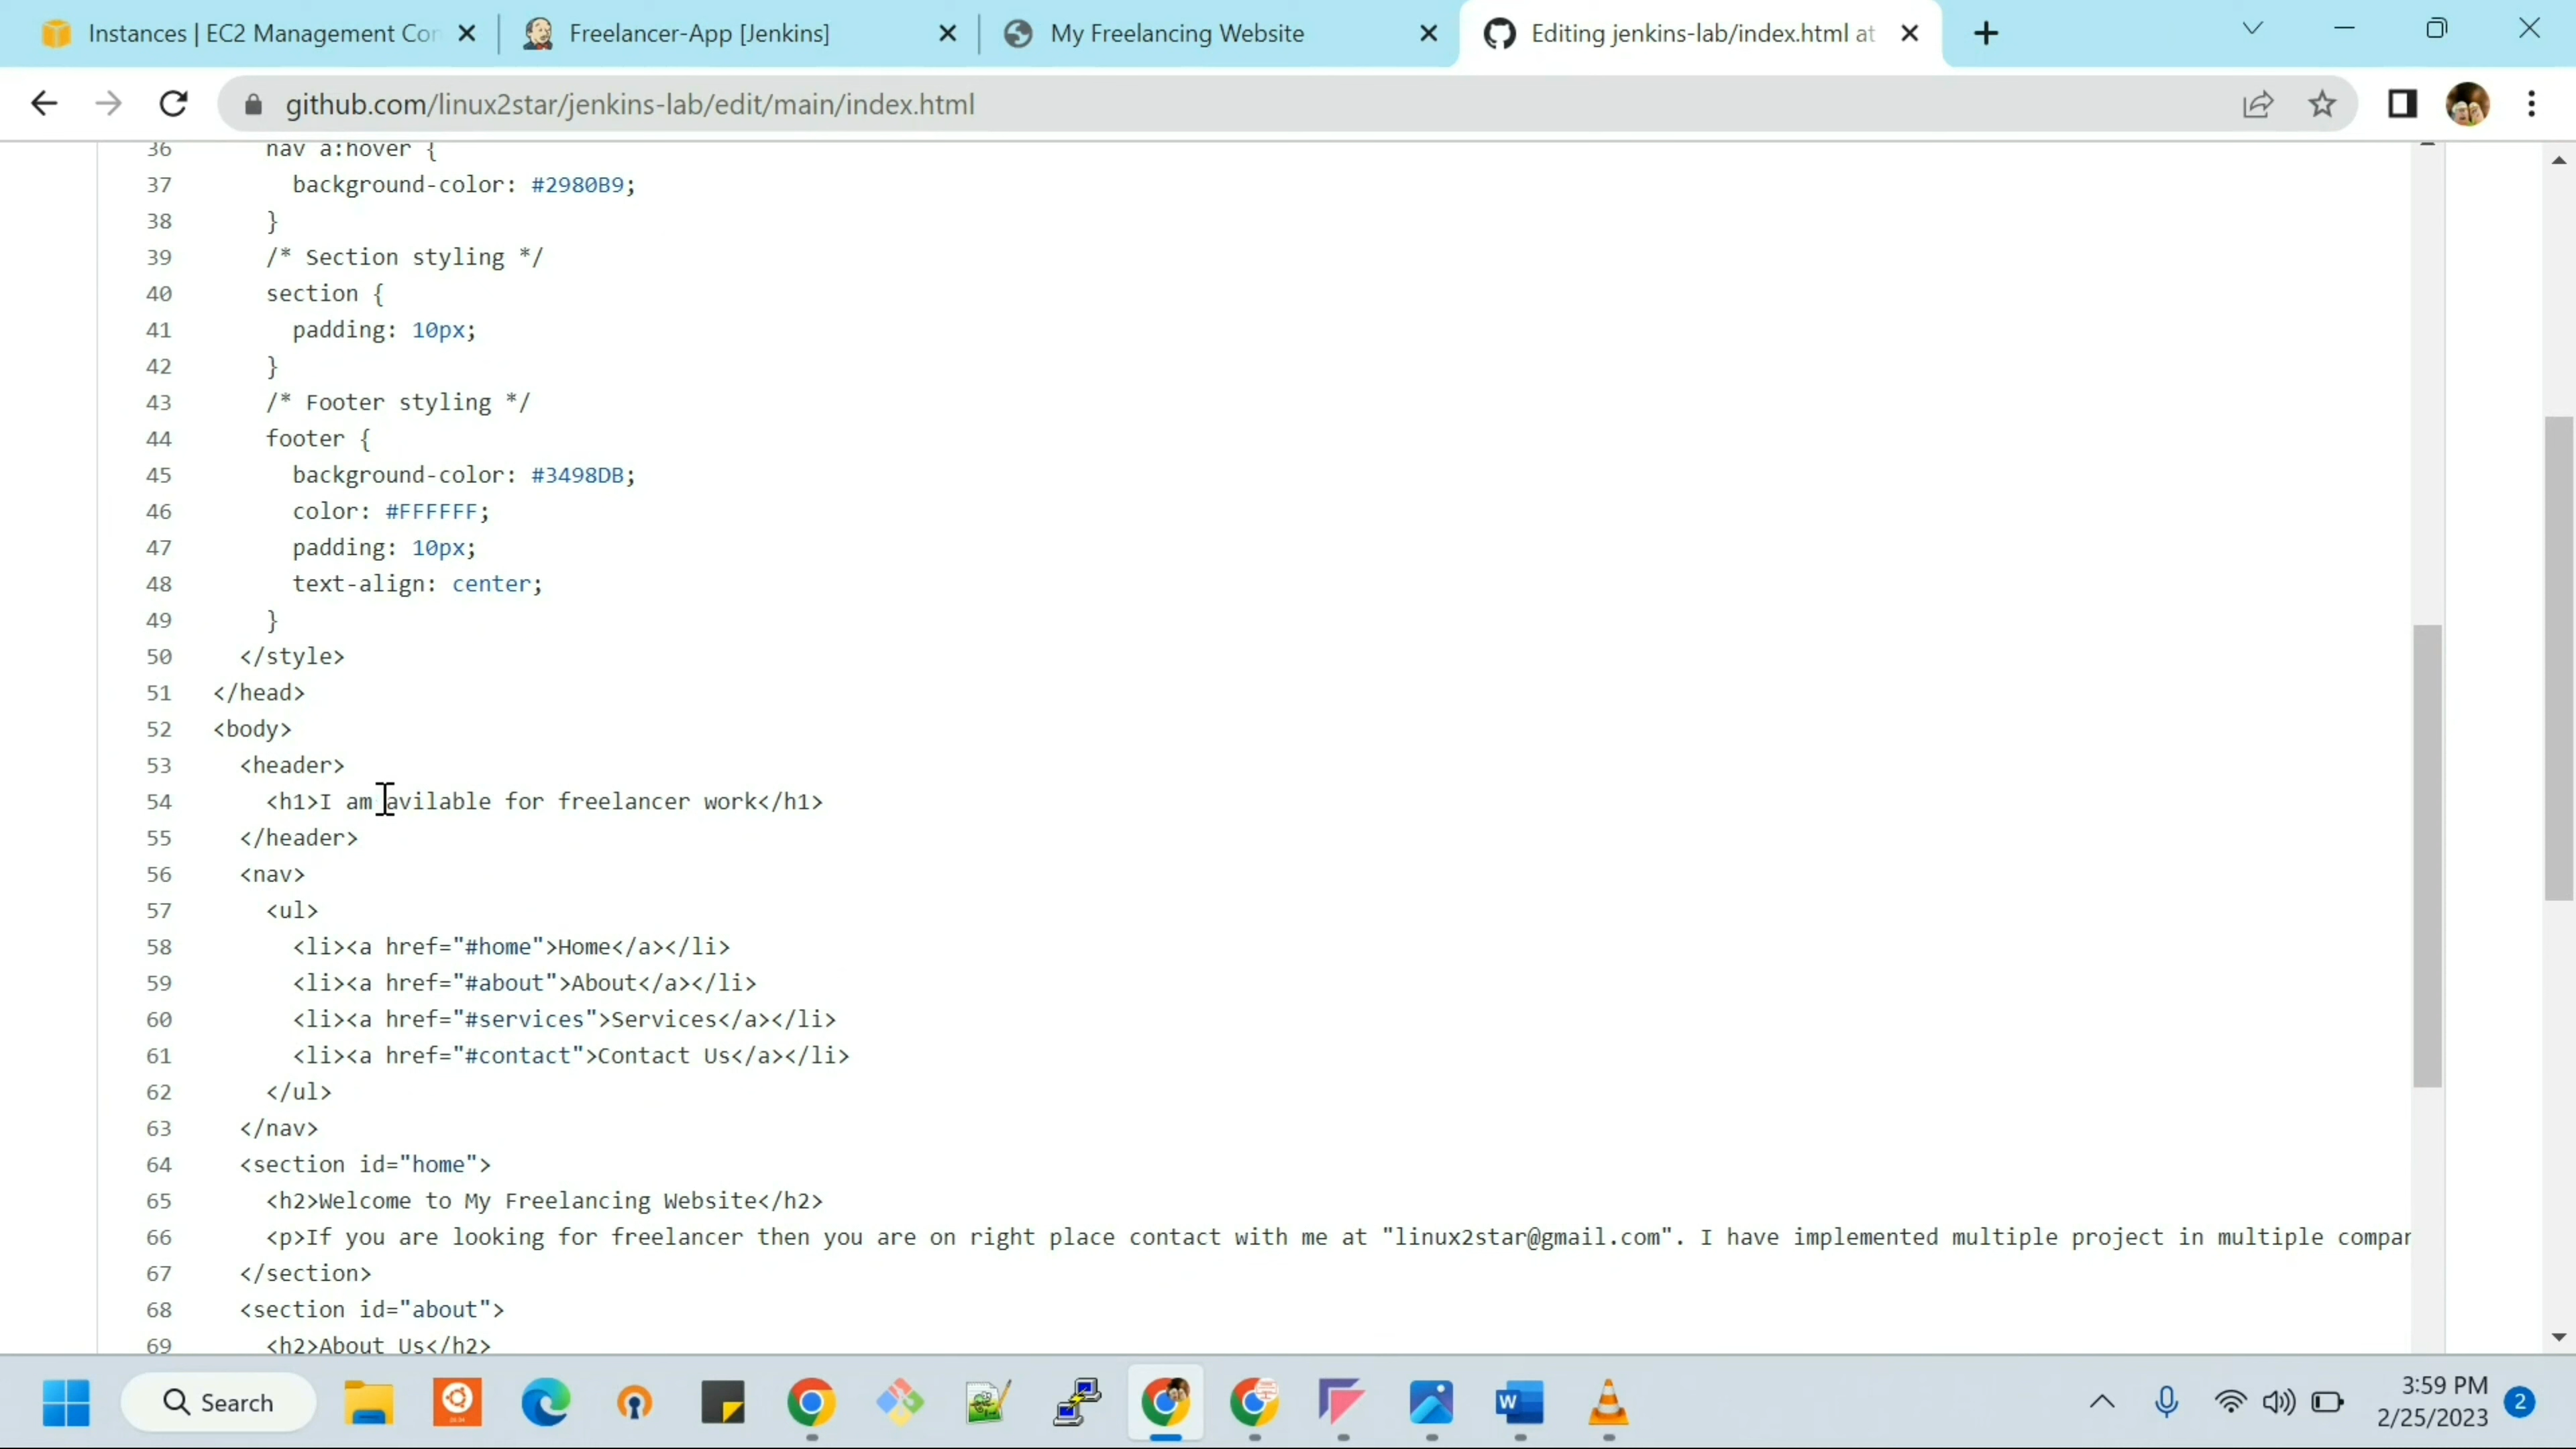 Instances | EC2 Management Con
Freelancer-App [Jenkins]
My Freelancing Website
Editing jenkins-lab/index.html at
github.com/linux2star/jenkins-lab/edit/main/index.html
36 nav a:hover {
37 background-color: #2980B9;
38 }
39 /* Section styling */
40 section {
41 padding: 10px;
42 }
43 /* Footer styling */
44 footer {
45 background-color: #3498DB;
46 color: #FFFFFF;
47 padding: 10px;
48 text-align: center;
49 }
50 </style>
51 </head>
52 <body>
53 <header>
54 <h1>I am avilable for freelancer work</h1>
55 </header>
56 <nav>
57 <ul>
58 <li><a href="#home">Home</a></li>
59 <li><a href="#about">About</a></li>
60 <li><a href="#services">Services</a></li>
61 <li><a href="#contact">Contact Us</a></li>
62 </ul>
63 </nav>
64 <section id="home">
65 <h2>Welcome to My Freelancing Website</h2>
66 <p>If you are looking for freelancer then you are on right place contact with me at "linux2star@gmail.com". I have implemented multiple project in multiple compan
67 </section>
68 <section id="about">
69 <h2>About Us</h2>
Search
W
3:59 PM
2/25/2023
2